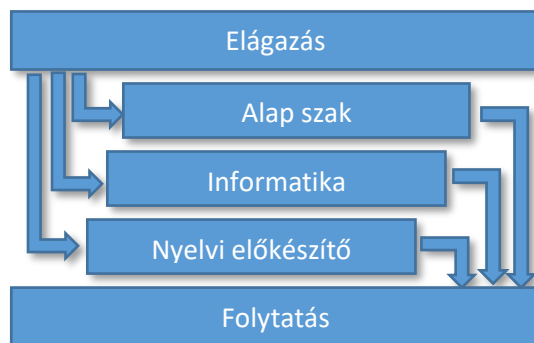 Elágazás
Alap szak
Informatika
Nyelvi előkészítő
Folytatás